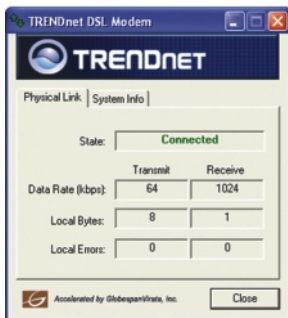 TRENDnet DSL Modem
TRENDNET
Physical Link System Info
State: Connected
Transmit Receive
Data Rate (kbps): 64 1024
Local Bytes: 8 1
Local Errors: 0 0
Accelerated by GlobespanVirata, Inc. Close